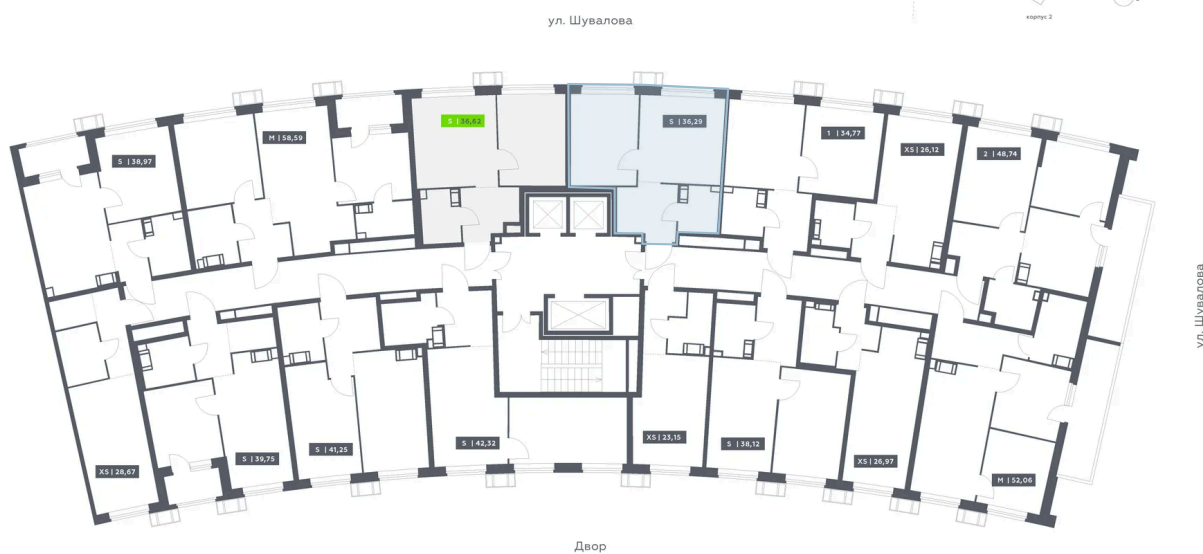 корпус 2
ул. Шувалова
S | 36,62
S | 36,29
M | 58,59
1 | 34,77
S | 38,97
XS | 26,12
2 | 48,74
ул. Шувалова
XS | 28,67
S | 39,75
S | 41,25
S | 42,32
XS | 23,15
S | 38,12
XS | 26,97
M | 52,06
Двор